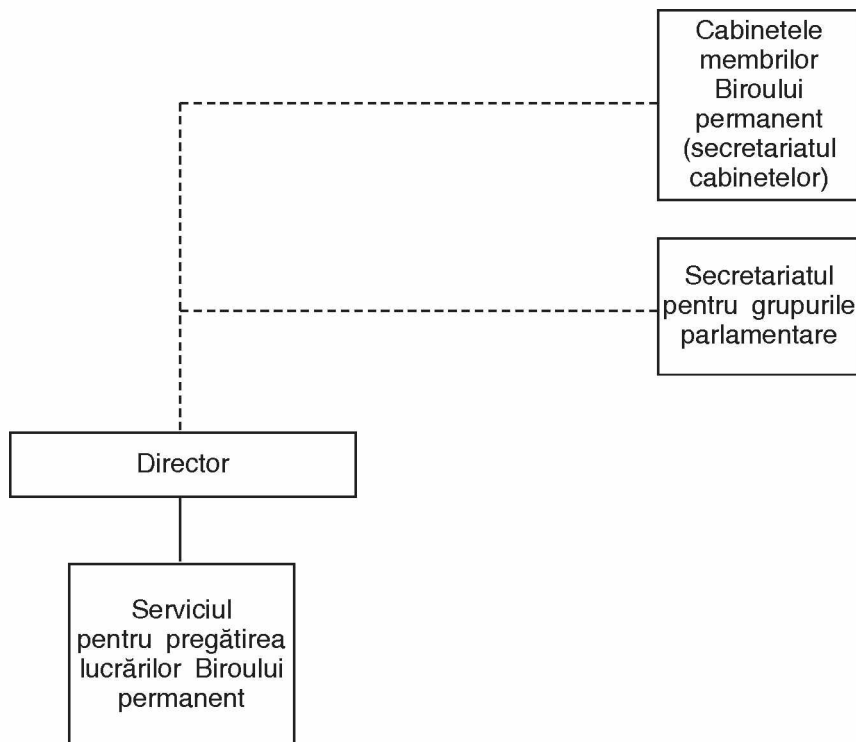 Cabinetele
membrilor
Biroului
permanent
(secretariatul
cabinetelor)
Secretariatul
pentru grupurile
parlamentare
Director
Serviciul
pentru pregătirea
lucrărilor Biroului
permanent